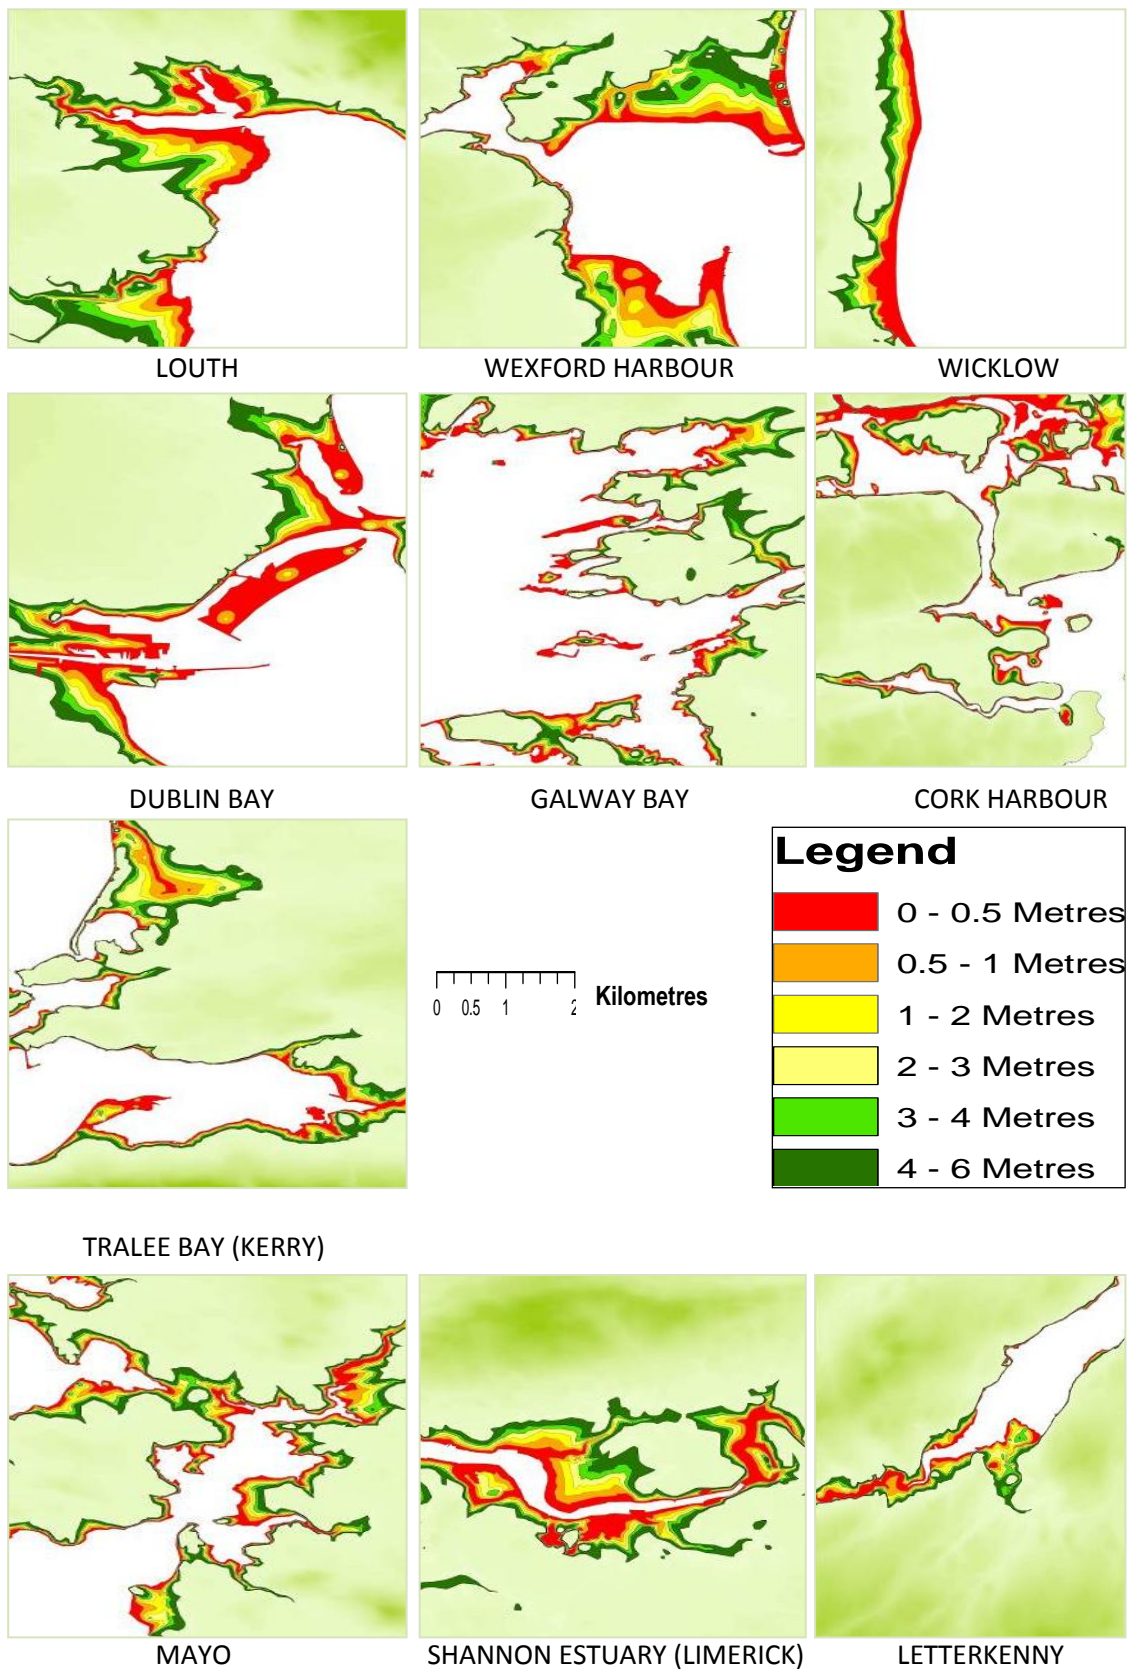 LOUTH
WEXFORD HARBOUR
WICKLOW
DUBLIN BAY
GALWAY BAY
CORK HARBOUR
Legend
0 - 0.5 Metres
0.5 - 1 Metres
1 - 2 Metres
2 - 3 Metres
3 - 4 Metres
4 - 6 Metres
0 0.5 1 2 Kilometres
TRALEE BAY (KERRY)
MAYO
SHANNON ESTUARY (LIMERICK)
LETTERKENNY